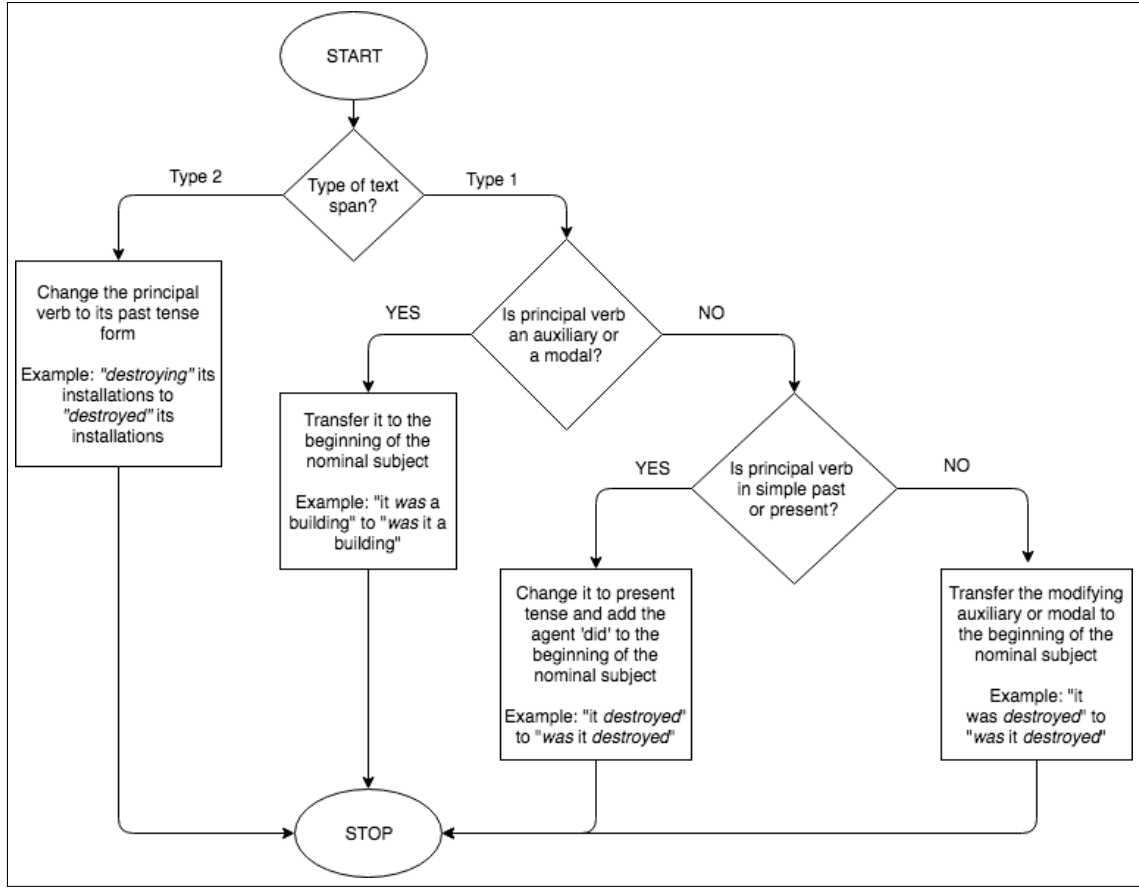 START
Type 2
Type of text
span?
Type 1
Change the principal
verb to its past tense
form
Example: "destroying" its
installations to
"destroyed" its
installations
YES
Is principal verb
an auxiliary or
a modal?
NO
Transfer it to the
beginning of the
nominal subject
Example: "it was a
building" to "was it a
building"
YES
Is principal verb
in simple past
or present?
NO
Change it to present
tense and add the
agent 'did' to the
beginning of the
nominal subject
Example: "it destroyed"
to "was it destroyed"
Transfer the modifying
auxiliary or modal to
the beginning of the
nominal subject
Example: "it
was destroyed" to
"was it destroyed"
STOP